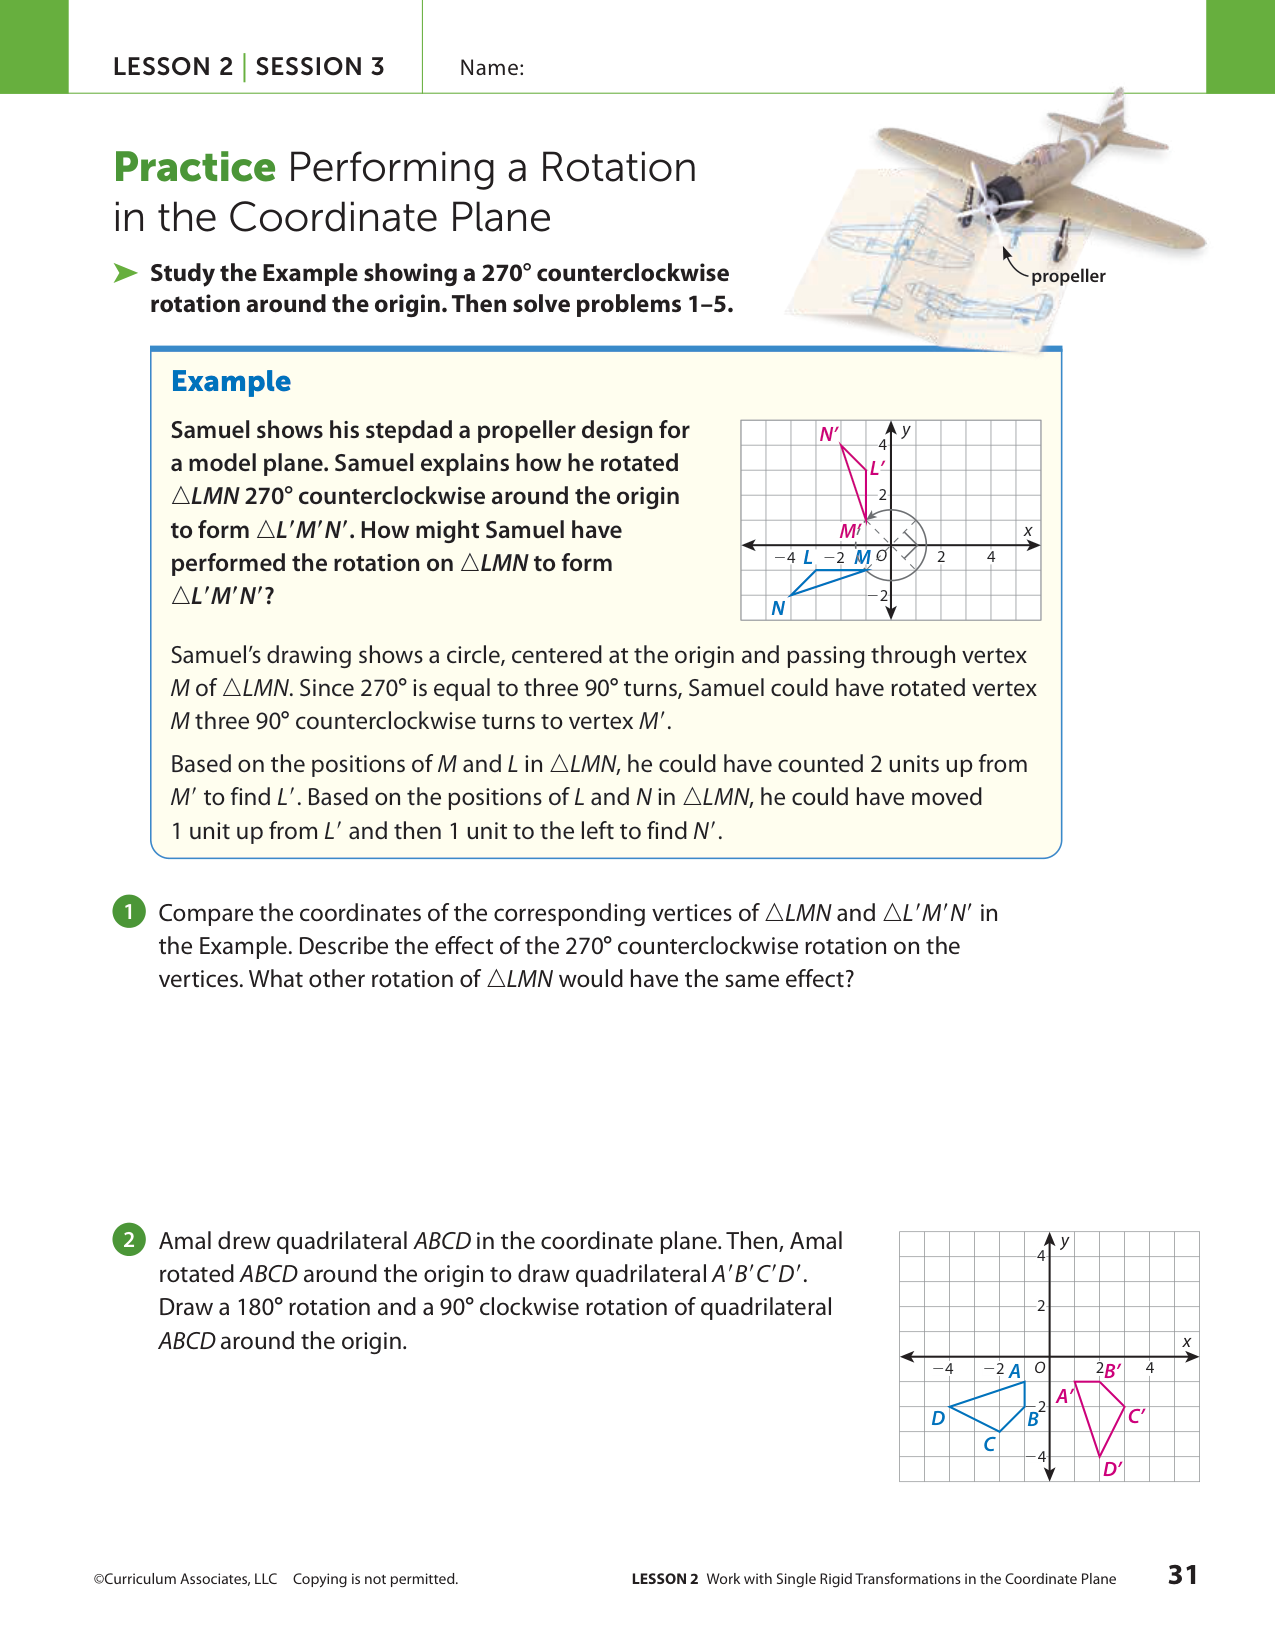 LESSON 2 | SESSION 3
Name:
Practice Performing a Rotation
in the Coordinate Plane
➤ Study the Example showing a 270° counterclockwise
rotation around the origin. Then solve problems 1–5.
propeller
Example
Samuel shows his stepdad a propeller design for
a model plane. Samuel explains how he rotated
△LMN 270° counterclockwise around the origin
to form △L′M′N′. How might Samuel have
performed the rotation on △LMN to form
△L′M′N′?
N′ 4 y
L′
2
M′ x
−4 L −2 M O 2 4
N −2
Samuel’s drawing shows a circle, centered at the origin and passing through vertex
M of △LMN. Since 270° is equal to three 90° turns, Samuel could have rotated vertex
M three 90° counterclockwise turns to vertex M′.
Based on the positions of M and L in △LMN, he could have counted 2 units up from
M′ to find L′. Based on the positions of L and N in △LMN, he could have moved
1 unit up from L′ and then 1 unit to the left to find N′.
1 Compare the coordinates of the corresponding vertices of △LMN and △L′M′N′ in
the Example. Describe the effect of the 270° counterclockwise rotation on the
vertices. What other rotation of △LMN would have the same effect?
2 Amal drew quadrilateral ABCD in the coordinate plane. Then, Amal
rotated ABCD around the origin to draw quadrilateral A′B′C′D′.
Draw a 180° rotation and a 90° clockwise rotation of quadrilateral
ABCD around the origin.
4 y
2
x
−4 −2 A O 2 B′ 4
A′
D B −2 C′
C −4
D′
©Curriculum Associates, LLC Copying is not permitted.
LESSON 2 Work with Single Rigid Transformations in the Coordinate Plane
31